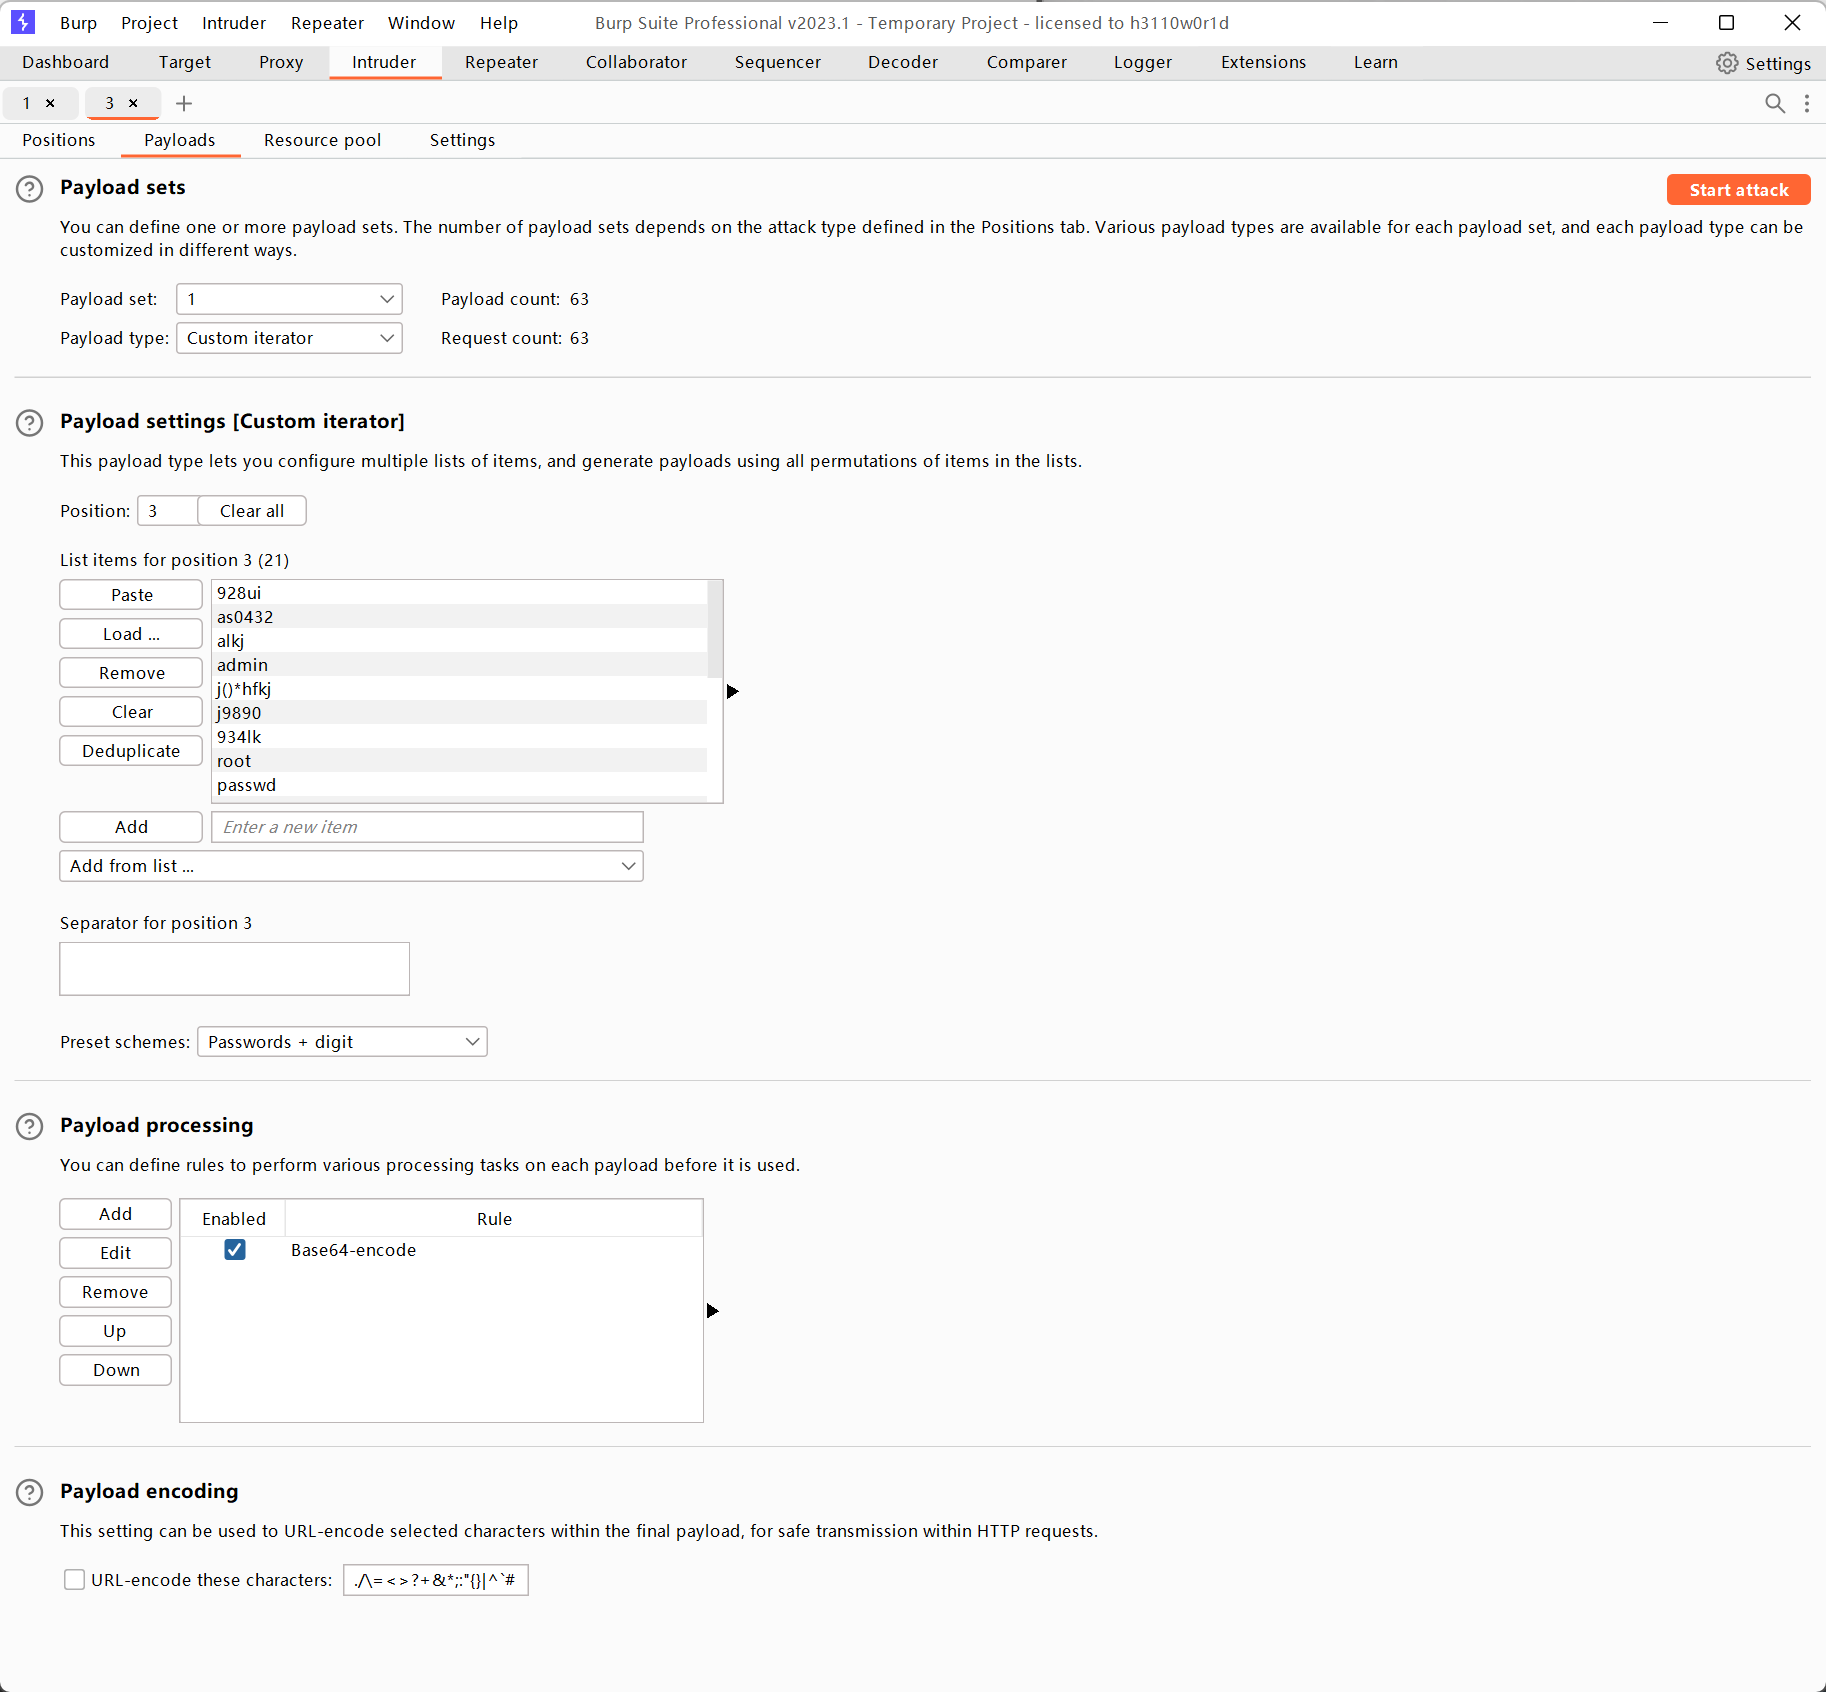 Burp Project Intruder Repeater Window Help Burp Suite Professional v2023.1 - Temporary Project - licensed to h3110w0r1d
Dashboard Target Proxy Intruder Repeater Collaborator Sequencer Decoder Comparer Logger Extensions Learn Settings
1 × 3 × +
Positions Payloads Resource pool Settings
? Payload sets Start attack
You can define one or more payload sets. The number of payload sets depends on the attack type defined in the Positions tab. Various payload types are available for each payload set, and each payload type can be
customized in different ways.
Payload set: 1 Payload count: 63
Payload type: Custom iterator Request count: 63
? Payload settings [Custom iterator]
This payload type lets you configure multiple lists of items, and generate payloads using all permutations of items in the lists.
Position: 3 Clear all
List items for position 3 (21)
Paste
Load ...
Remove
Clear
Deduplicate
928ui
as0432
alkj
admin
j()*hfkj
j9890
934lk
root
passwd
Add Enter a new item
Add from list ...
Separator for position 3
Preset schemes: Passwords + digit
? Payload processing
You can define rules to perform various processing tasks on each payload before it is used.
Add
Edit
Remove
Up
Down
Enabled Rule
Base64-encode
? Payload encoding
This setting can be used to URL-encode selected characters within the final payload, for safe transmission within HTTP requests.
URL-encode these characters: ./\=<>?+&*;:"{}|^`#